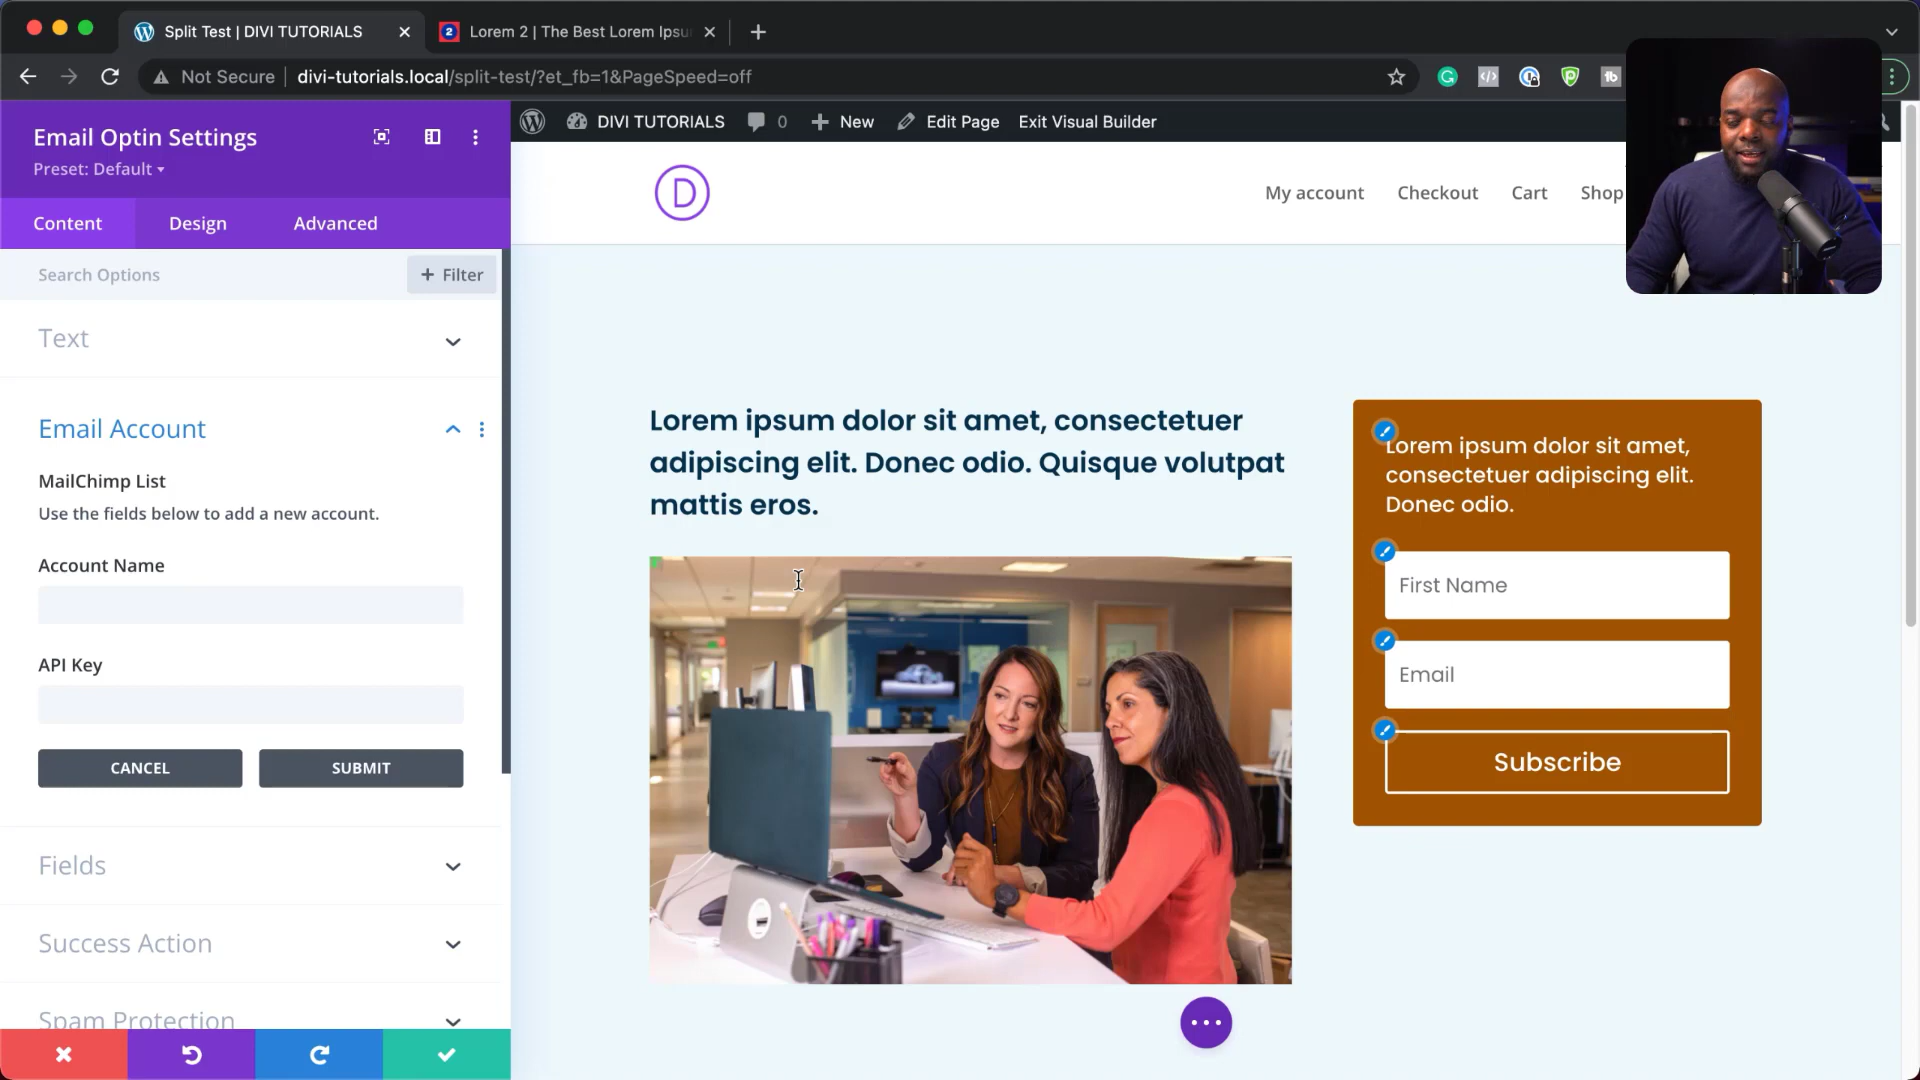 Split Test | DIVI TUTORIALS
Lorem 2 | The Best Lorem Ipsu
Not Secure
divi-tutorials.local/split-test/?et_fb=1&PageSpeed=off
Email Optin Settings
Preset: Default
Content
Design
Advanced
Search Options
+ Filter
Text
Email Account
MailChimp List
Use the fields below to add a new account.
Account Name
API Key
CANCEL
SUBMIT
Fields
Success Action
Spam Protection
DIVI TUTORIALS
0
New
Edit Page
Exit Visual Builder
D
My account
Checkout
Cart
Shop
Lorem ipsum dolor sit amet, consectetuer
adipiscing elit. Donec odio. Quisque volutpat
mattis eros.
Lorem ipsum dolor sit amet,
consectetuer adipiscing elit.
Donec odio.
First Name
Email
Subscribe